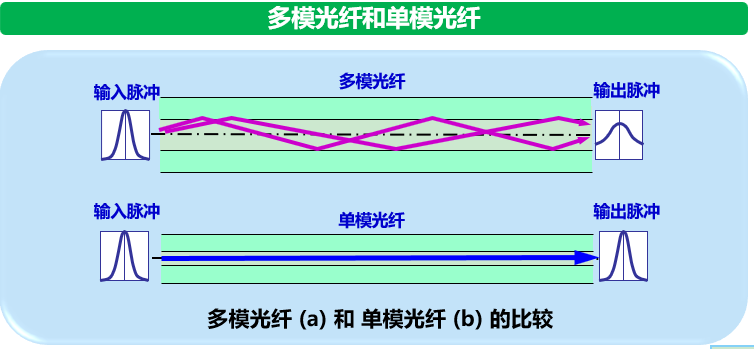 多模光纤和单模光纤
多模光纤
输入脉冲
输出脉冲
单模光纤
输入脉冲
输出脉冲
多模光纤 (a) 和 单模光纤 (b) 的比较